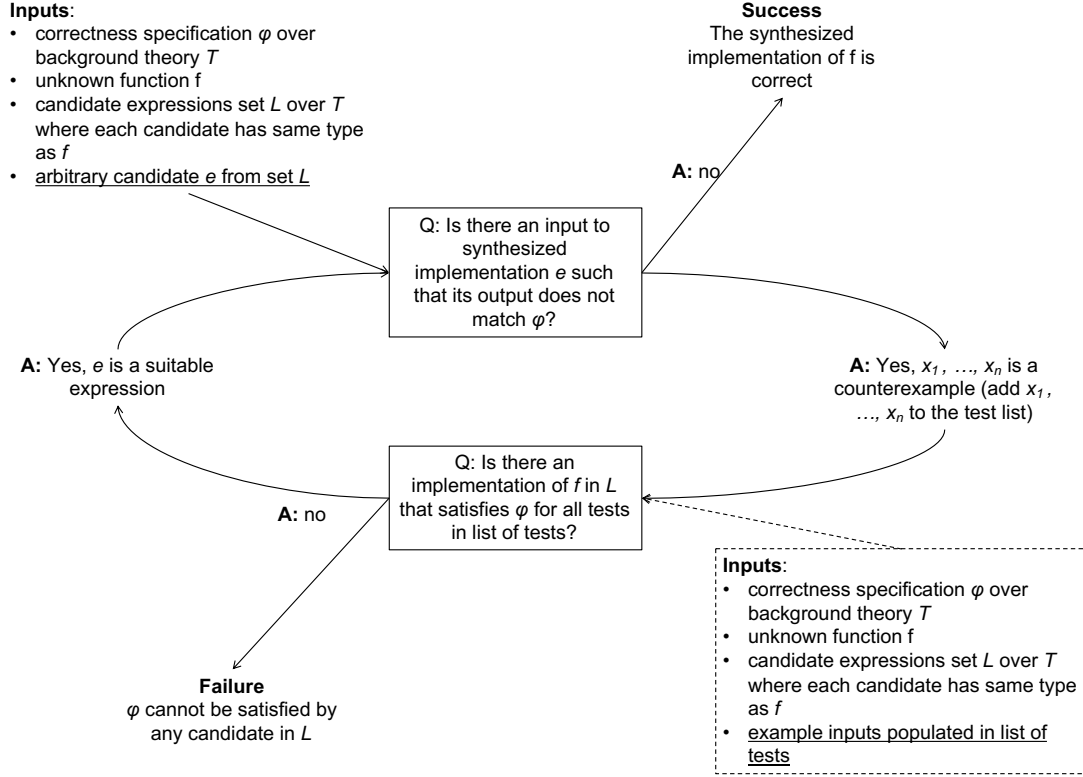 Inputs:
• correctness specification φ over
background theory T
• unknown function f
• candidate expressions set L over T
where each candidate has same type
as f
• arbitrary candidate e from set L
Success
The synthesized
implementation of f is
correct
A: no
Q: Is there an input to
synthesized
implementation e such
that its output does not
match φ?
A: Yes, e is a suitable
expression
A: Yes, x1 , …, xn is a
counterexample (add x1 ,
…, xn to the test list)
Q: Is there an
implementation of f in L
that satisfies φ for all tests
in list of tests?
A: no
Failure
φ cannot be satisfied by
any candidate in L
Inputs:
• correctness specification φ over
background theory T
• unknown function f
• candidate expressions set L over T
where each candidate has same type
as f
• example inputs populated in list of
tests